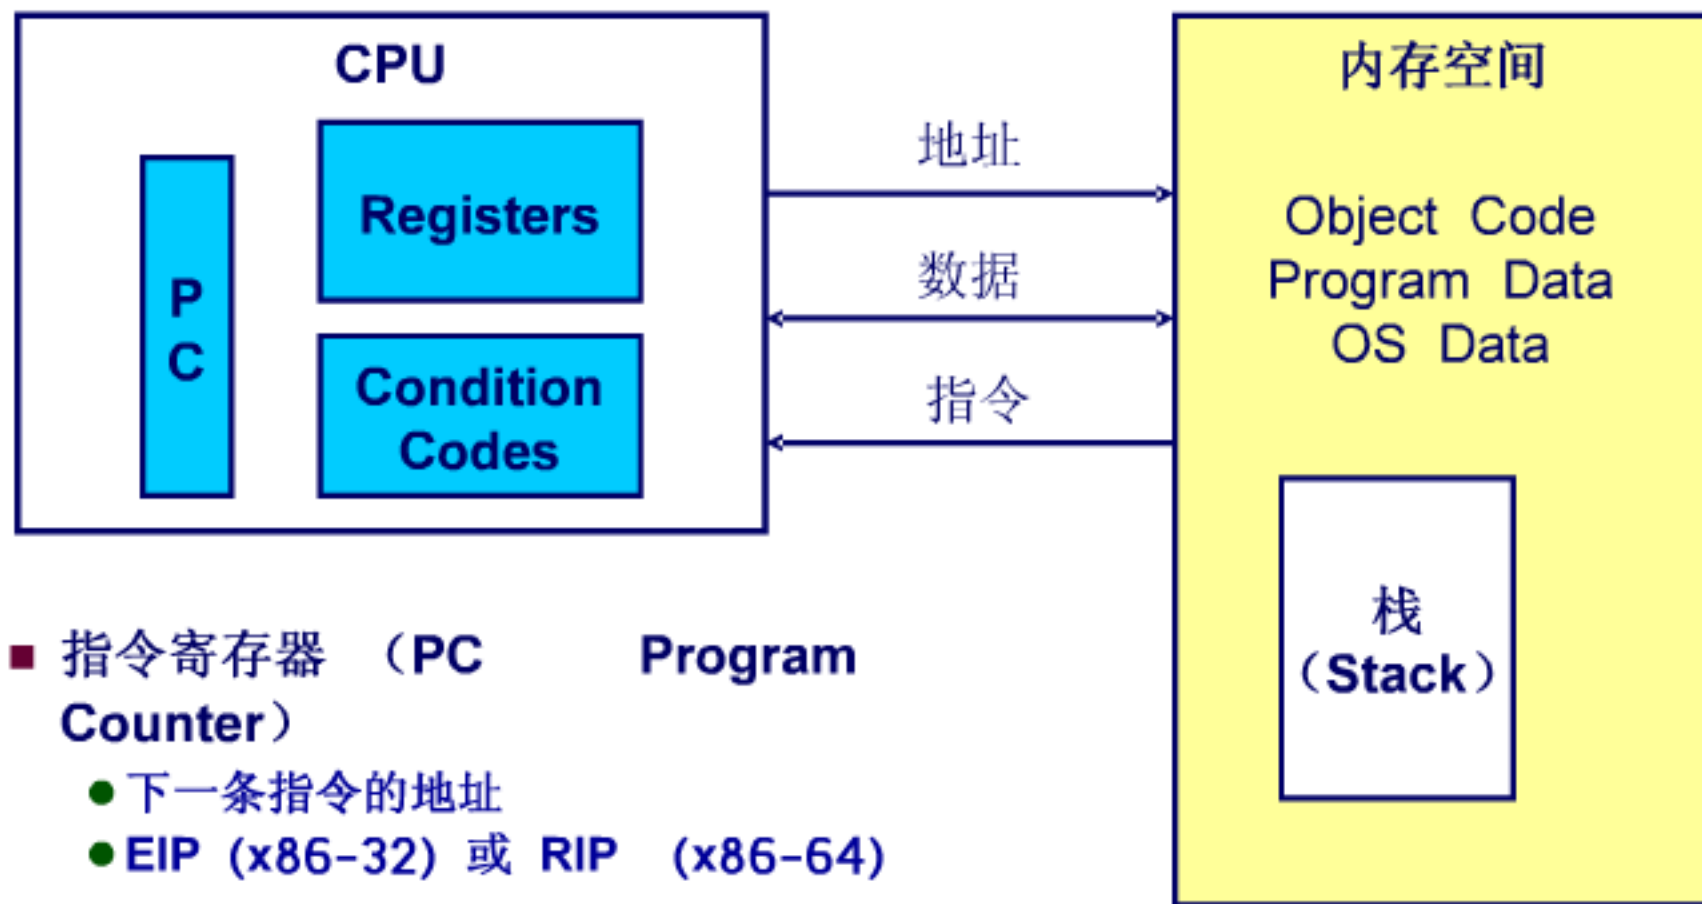 CPU
P
C
Registers
Condition
Codes
地址
数据
指令
内存空间
Object Code
Program Data
OS Data
栈
（Stack）
指令寄存器 （PC Program
Counter）
下一条指令的地址
EIP (x86-32) 或 RIP (x86-64)